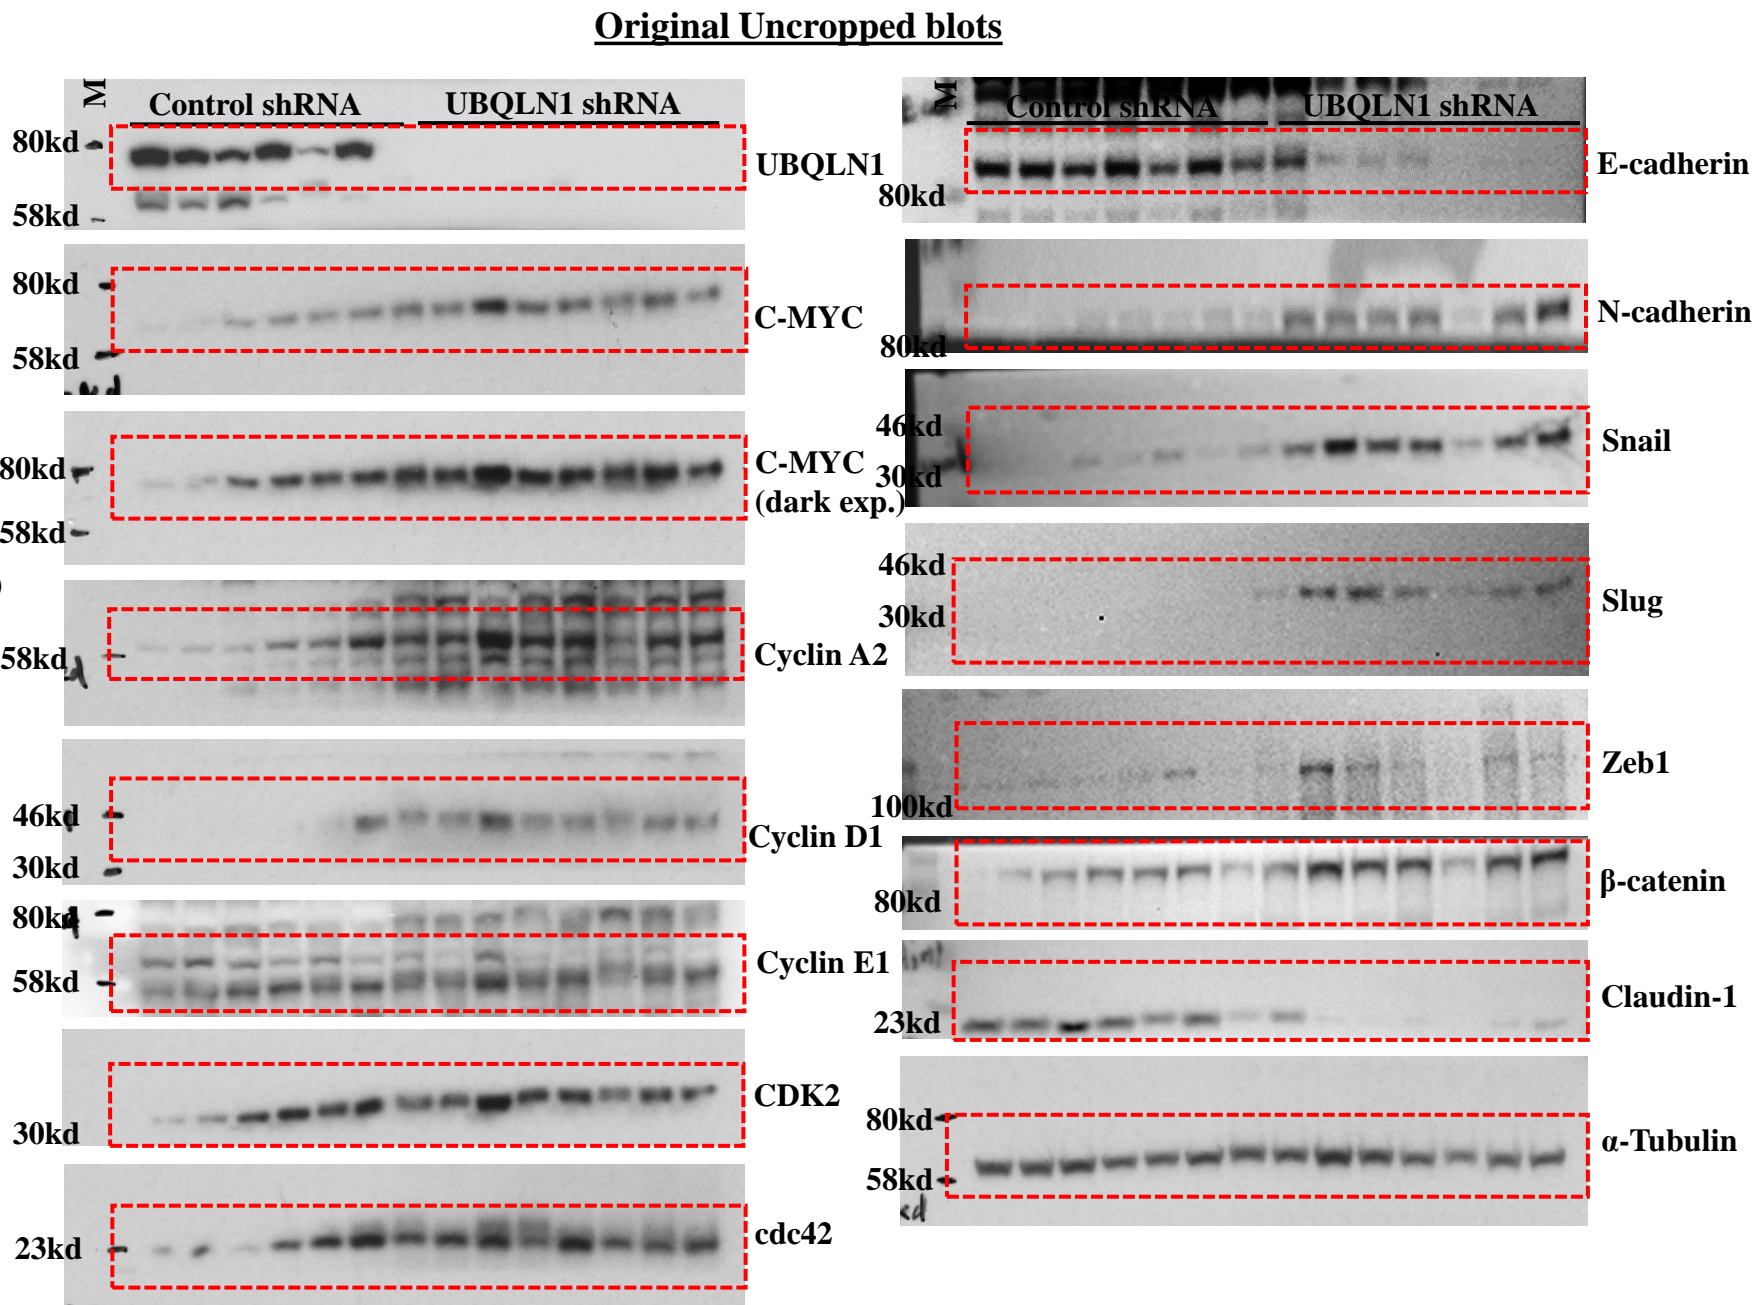 Original Uncropped blots
M
Control shRNA
UBQLN1 shRNA
80kd
58kd
UBQLN1
80kd
58kd
C-MYC
80kd
58kd
C-MYC
(dark exp.)
58kd
Cyclin A2
46kd
30kd
Cyclin D1
80kd
58kd
Cyclin E1
30kd
CDK2
23kd
cdc42
M
Control shRNA
UBQLN1 shRNA
80kd
E-cadherin
80kd
N-cadherin
46kd
30kd
Snail
46kd
30kd
Slug
100kd
Zeb1
80kd
β-catenin
23kd
Claudin-1
80kd
58kd
α-Tubulin